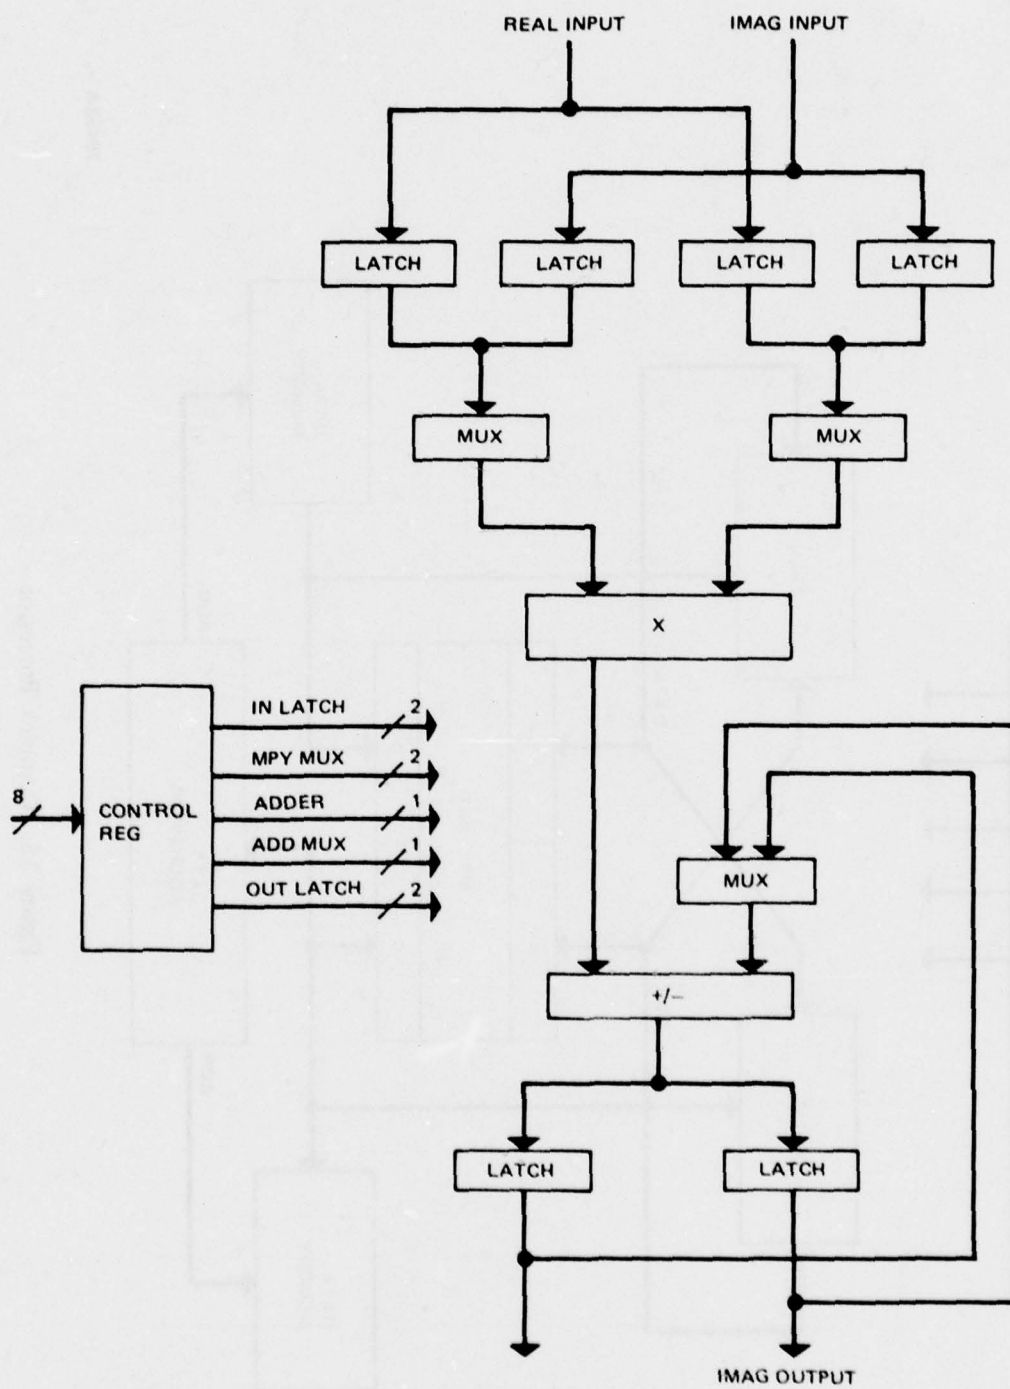 REAL INPUT
IMAG INPUT
LATCH
LATCH
LATCH
LATCH
MUX
MUX
X
CONTROL
REG
8
IN LATCH
2
MPY MUX
2
ADDER
1
ADD MUX
1
OUT LATCH
2
MUX
+/–
LATCH
LATCH
IMAG OUTPUT